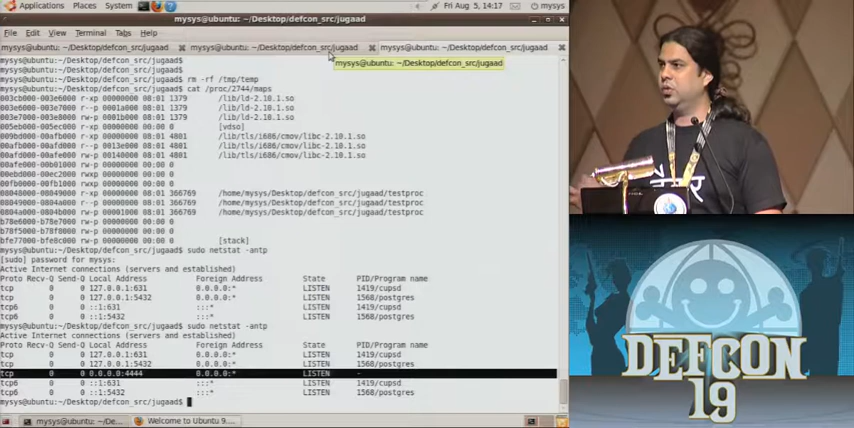 Applications Places System
Fri Aug 5, 14:17 mysys
mysys@ubuntu: ~/Desktop/defcon_src/jugaad
File Edit View Terminal Help
mysys@ubuntu: ~/Desktop/defcon_src/jugaad mysys@ubuntu: ~/Desktop/defcon_src/jugaad mysys@ubuntu: ~/Desktop/defcon_src/jugaad
mysys@ubuntu: ~/Desktop/defcon_src/jugaad
mysys@ubuntu:~/Desktop/defcon_src/jugaad$
mysys@ubuntu:~/Desktop/defcon_src/jugaad$
mysys@ubuntu:~/Desktop/defcon_src/jugaad$ rm -rf /tmp/temp
mysys@ubuntu:~/Desktop/defcon_src/jugaad$ cat /proc/2744/maps
003cb000-003e6000 r-xp 00000000 08:01 1379 /lib/ld-2.10.1.so
003e6000-003e7000 r--p 0001a000 08:01 1379 /lib/ld-2.10.1.so
003e7000-003e8000 rw-p 0001b000 08:01 1379 /lib/ld-2.10.1.so
005eb000-005ec000 r-xp 00000000 00:00 0 [vdso]
009bd000-00afb000 r-xp 00000000 08:01 4801 /lib/tls/i686/cmov/libc-2.10.1.so
00afb000-00afd000 r--p 0013e000 08:01 4801 /lib/tls/i686/cmov/libc-2.10.1.so
00afd000-00afe000 rw-p 00140000 08:01 4801 /lib/tls/i686/cmov/libc-2.10.1.so
00afe000-00b01000 rw-p 00000000 00:00 0
00ebd000-00ec2000 rwxp 00000000 00:00 0
00fb0000-00fb1000 rwxp 00000000 00:00 0
08048000-08049000 r-xp 00000000 08:01 366769 /home/mysys/Desktop/defcon_src/jugaad/testproc
08049000-0804a000 r--p 00000000 08:01 366769 /home/mysys/Desktop/defcon_src/jugaad/testproc
0804a000-0804b000 rw-p 00001000 08:01 366769 /home/mysys/Desktop/defcon_src/jugaad/testproc
b78e6000-b78e7000 rw-p 00000000 00:00 0
b78f5000-b78f8000 rw-p 00000000 00:00 0
bfe77000-bfe8c000 rw-p 00000000 00:00 0 [stack]
mysys@ubuntu:~/Desktop/defcon_src/jugaad$ sudo netstat -antp
[sudo] password for mysys:
Active Internet connections (servers and established)
Proto Recv-Q Send-Q Local Address Foreign Address State PID/Program name
tcp 0 0 127.0.0.1:631 0.0.0.0:* LISTEN 1419/cupsd
tcp 0 0 127.0.0.1:5432 0.0.0.0:* LISTEN 1568/postgres
tcp6 0 0 ::1:631 :::* LISTEN 1419/cupsd
tcp6 0 0 ::1:5432 :::* LISTEN 1568/postgres
mysys@ubuntu:~/Desktop/defcon_src/jugaad$ sudo netstat -antp
Active Internet connections (servers and established)
Proto Recv-Q Send-Q Local Address Foreign Address State PID/Program name
tcp 0 0 127.0.0.1:631 0.0.0.0:* LISTEN 1419/cupsd
tcp 0 0 127.0.0.1:5432 0.0.0.0:* LISTEN 1568/postgres
tcp 0 0 0.0.0.0:4444 0.0.0.0:* LISTEN -
tcp6 0 0 ::1:631 :::* LISTEN 1419/cupsd
tcp6 0 0 ::1:5432 :::* LISTEN 1568/postgres
mysys@ubuntu:~/Desktop/defcon_src/jugaad$
mysys@ubuntu: ~/De... Welcome to Ubuntu 9....
DEFCON
19